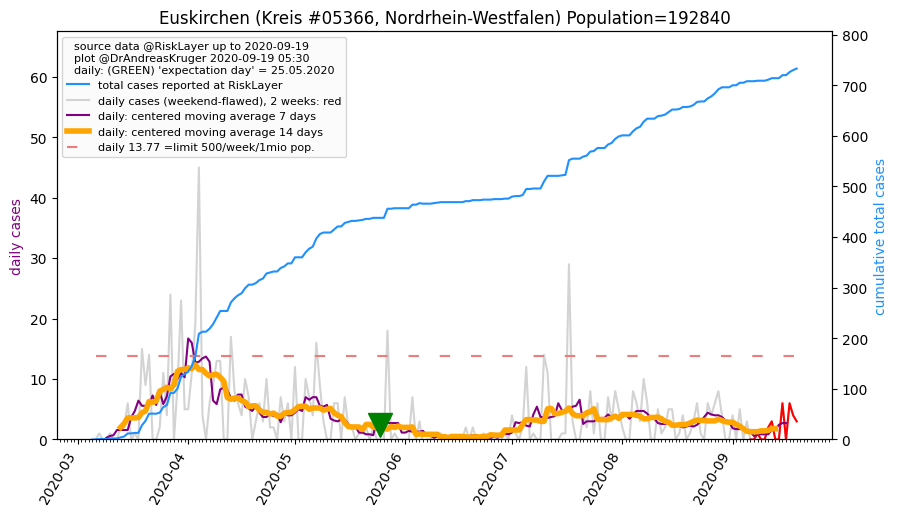 Euskirchen (Kreis #05366, Nordrhein-Westfalen) Population=192840
source data @RiskLayer up to 2020-09-19
plot @DrAndreasKruger 2020-09-19 05:30
daily: (GREEN) 'expectation day' = 25.05.2020
total cases reported at RiskLayer
daily cases (weekend-flawed), 2 weeks: red
daily: centered moving average 7 days
daily: centered moving average 14 days
daily 13.77 =limit 500/week/1mio pop.
daily cases
60
50
40
30
20
10
0
cumulative total cases
800
700
600
500
400
300
200
100
0
2020-03
2020-04
2020-05
2020-06
2020-07
2020-08
2020-09